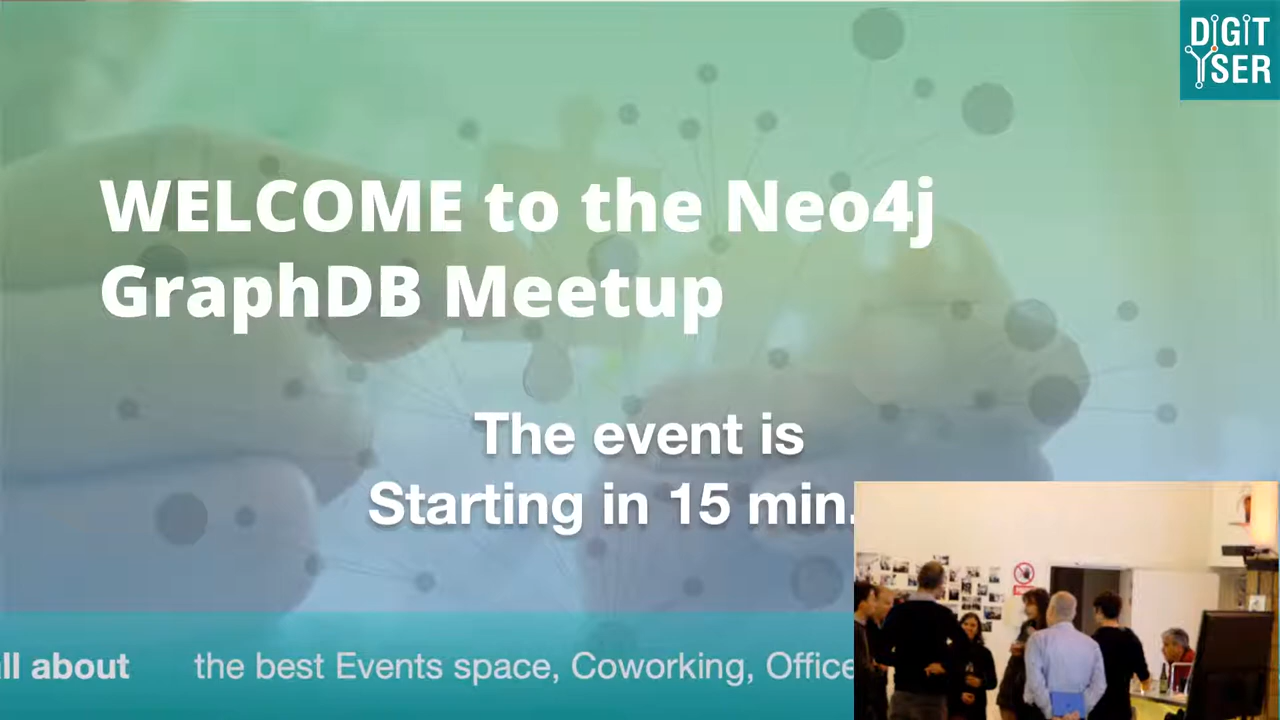 DIGIT
YSER
WELCOME to the Neo4j
GraphDB Meetup
The event is
Starting in 15 min.
all about the best Events space, Coworking, Office